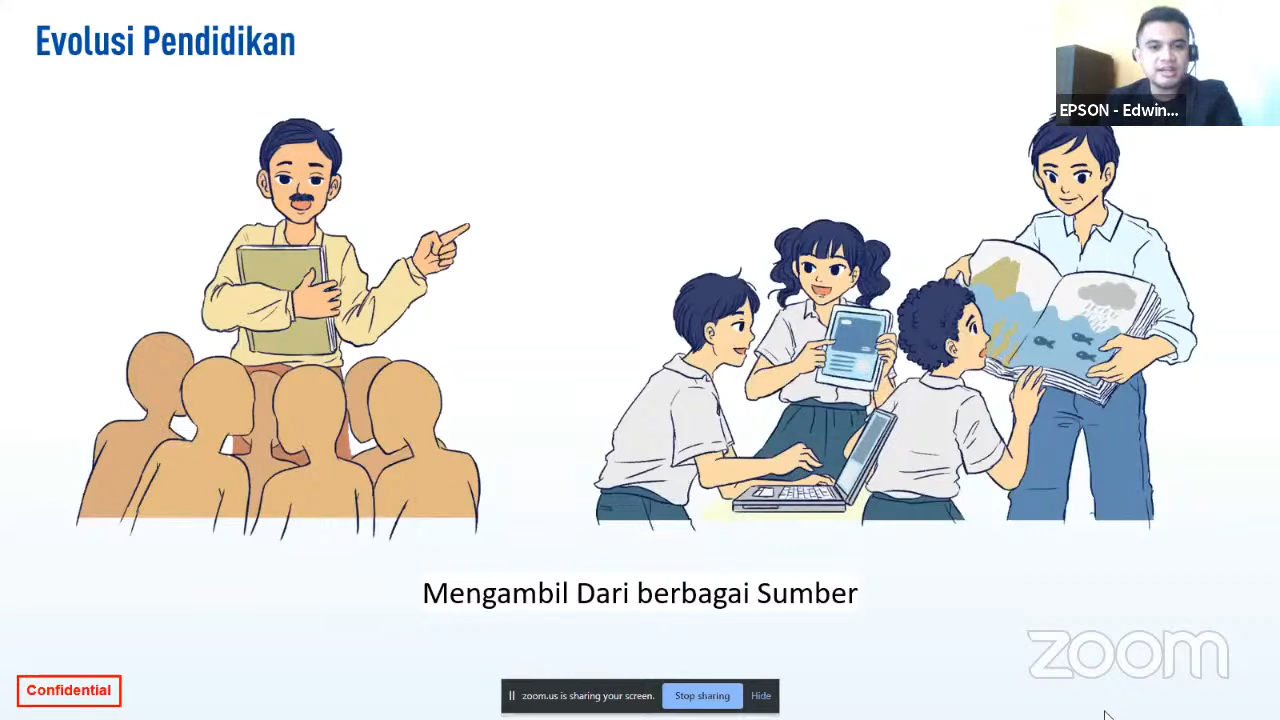 Evolusi Pendidikan
EPSON - Edwin...
Mengambil Dari berbagai Sumber
zoom
Confidential
zoom.us is sharing your screen.
Stop sharing
Hide